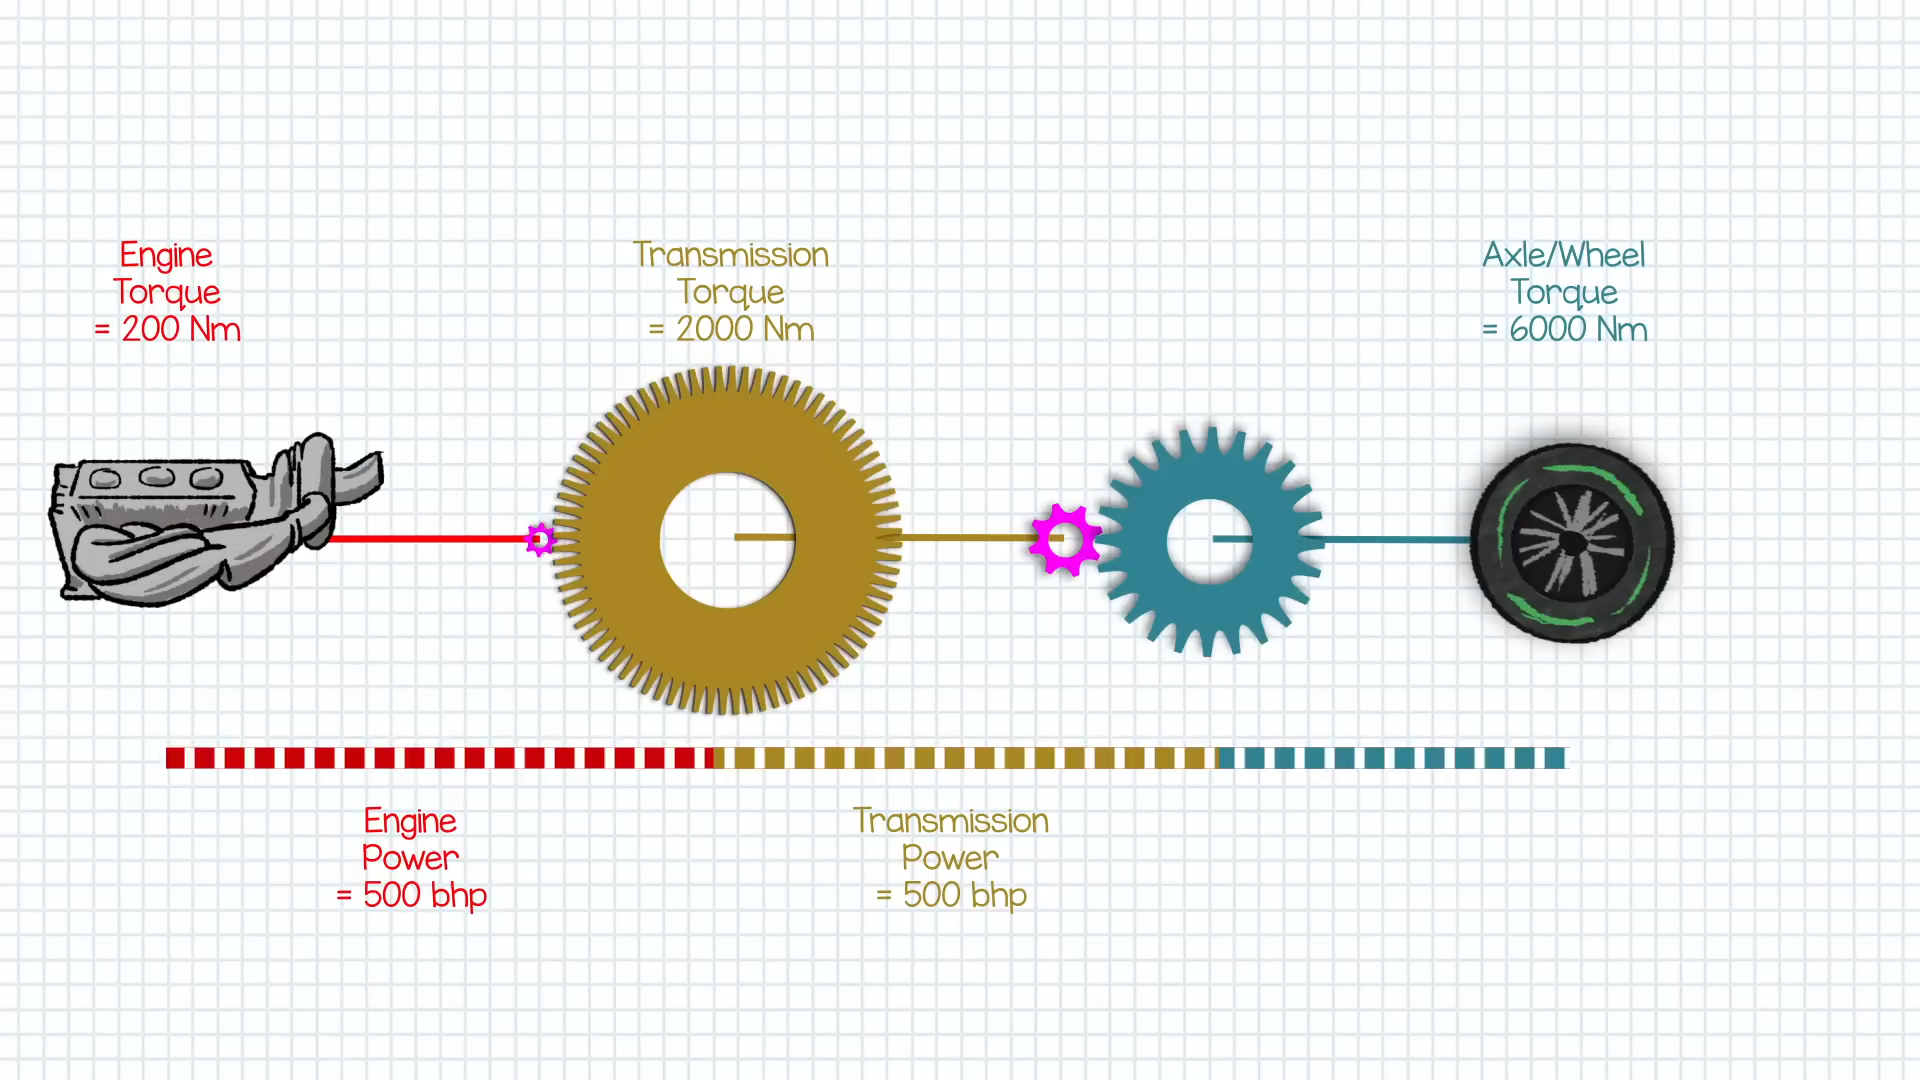 Engine
Torque
= 200 Nm
Transmission
Torque
= 2000 Nm
Axle/Wheel
Torque
= 6000 Nm
Engine
Power
= 500 bhp
Transmission
Power
= 500 bhp